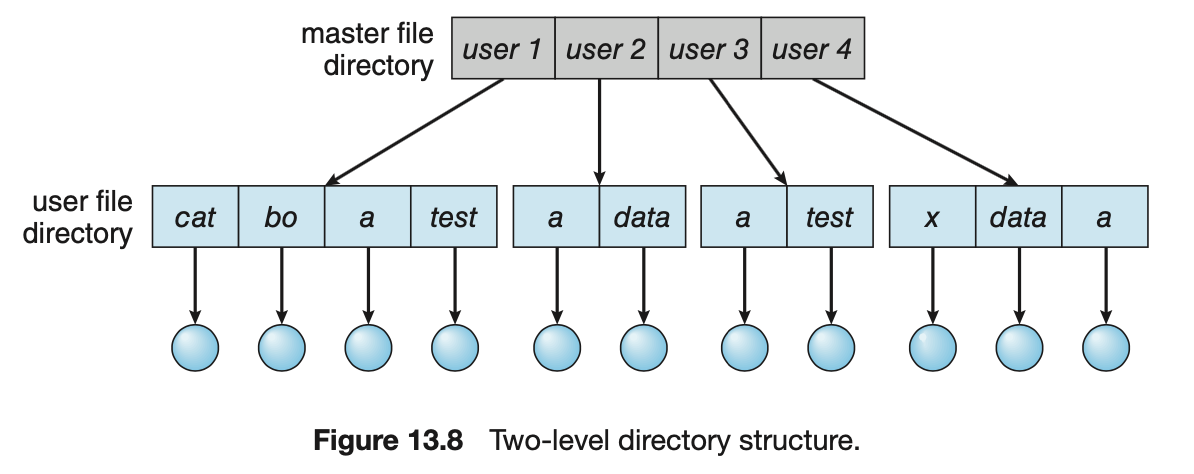 master file
directory
user 1 user 2 user 3 user 4
user file
directory
cat bo a test a data a test x data a
Figure 13.8 Two-level directory structure.